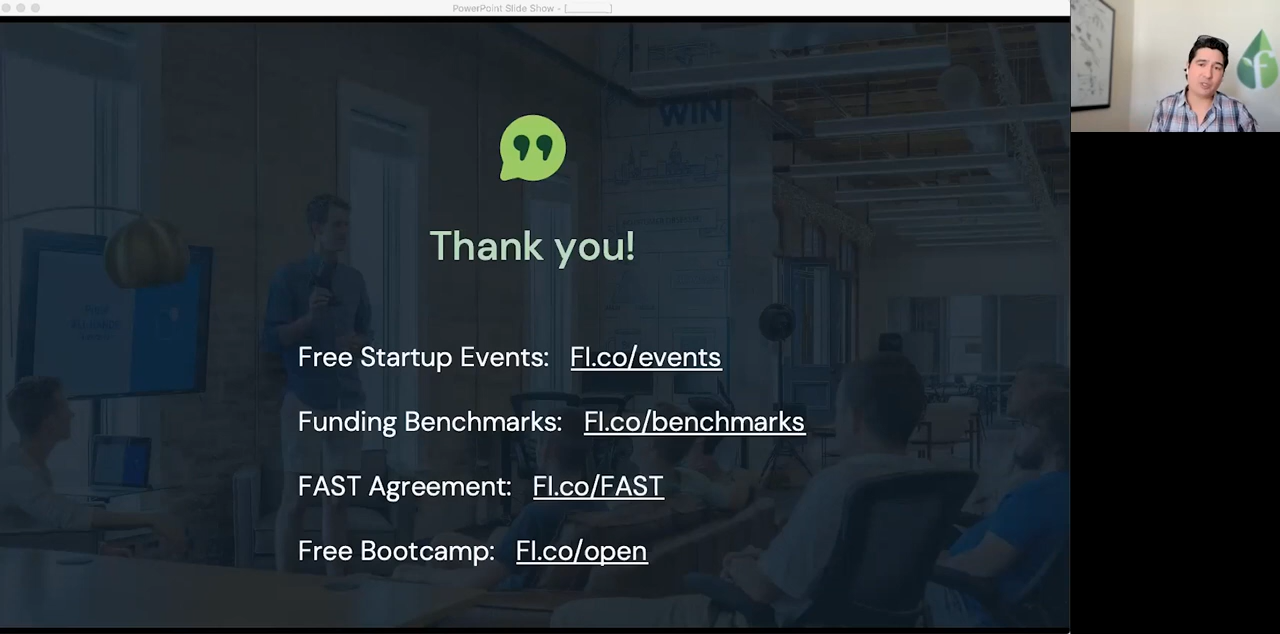 PowerPoint Slide Show - [            ]
WIN
Thank you!
Free Startup Events: FI.co/events
Funding Benchmarks: FI.co/benchmarks
FAST Agreement: FI.co/FAST
Free Bootcamp: FI.co/open
f